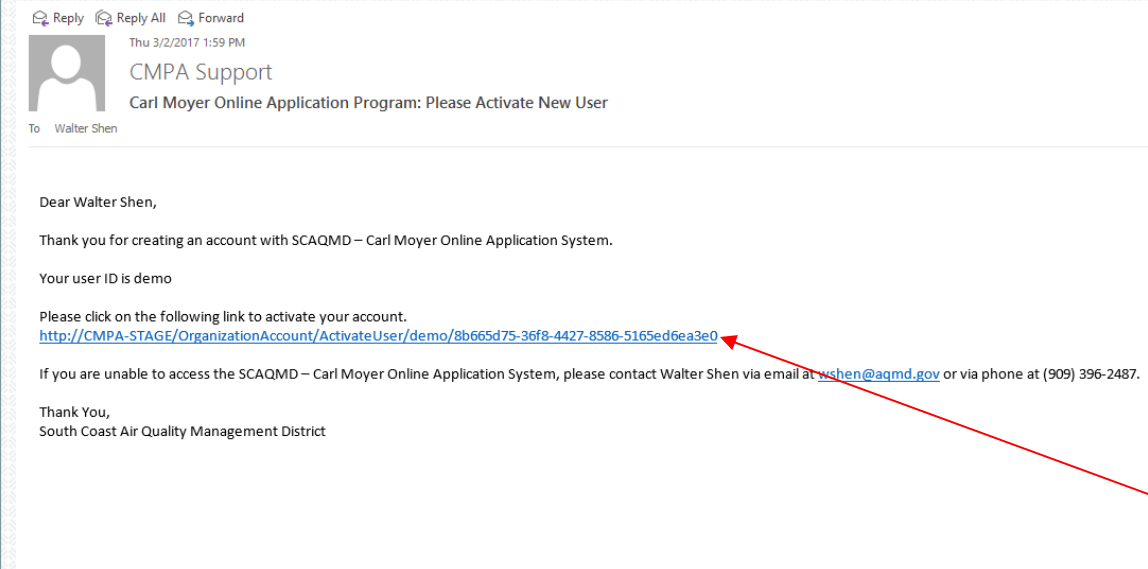 Reply Reply All Forward
Thu 3/2/2017 1:59 PM
CMPA Support
Carl Moyer Online Application Program: Please Activate New User
To Walter Shen
Dear Walter Shen,
Thank you for creating an account with SCAQMD – Carl Moyer Online Application System.
Your user ID is demo
Please click on the following link to activate your account.
http://CMPA-STAGE/OrganizationAccount/ActivateUser/demo/8b665d75-36f8-4427-8586-5165ed6ea3e0
If you are unable to access the SCAQMD – Carl Moyer Online Application System, please contact Walter Shen via email at wshen@aqmd.gov or via phone at (909) 396-2487.
Thank You,
South Coast Air Quality Management District